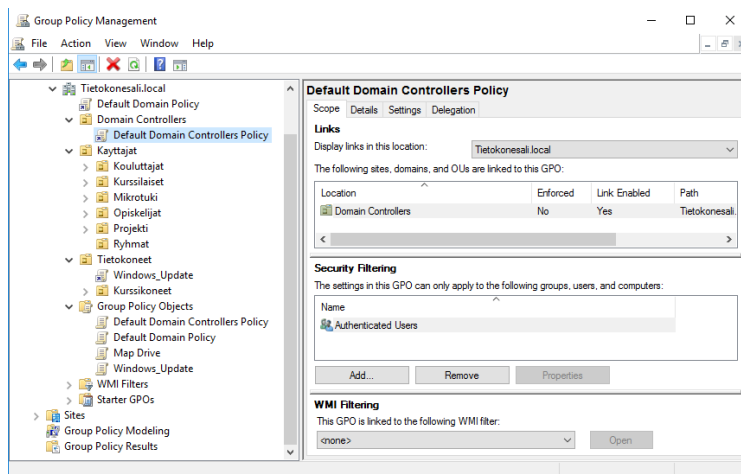 Group Policy Management
File Action View Window Help
Tietokonesali.local
Default Domain Policy
Domain Controllers
Default Domain Controllers Policy
Kayttajat
Kouluttajat
Kurssilaiset
Mikrotuki
Opiskelijat
Projekti
Ryhmat
Tietokoneet
Windows_Update
Kurssikoneet
Group Policy Objects
Default Domain Controllers Policy
Default Domain Policy
Map Drive
Windows_Update
WMI Filters
Starter GPOs
Sites
Group Policy Modeling
Group Policy Results
Default Domain Controllers Policy
Scope Details Settings Delegation
Links
Display links in this location: Tietokonesali.local
The following sites, domains, and OUs are linked to this GPO:
Location Enforced Link Enabled Path
Domain Controllers No Yes Tietokonesali.
Security Filtering
The settings in this GPO can only apply to the following groups, users, and computers:
Name
Authenticated Users
Add... Remove Properties
WMI Filtering
This GPO is linked to the following WMI filter:
<none> Open